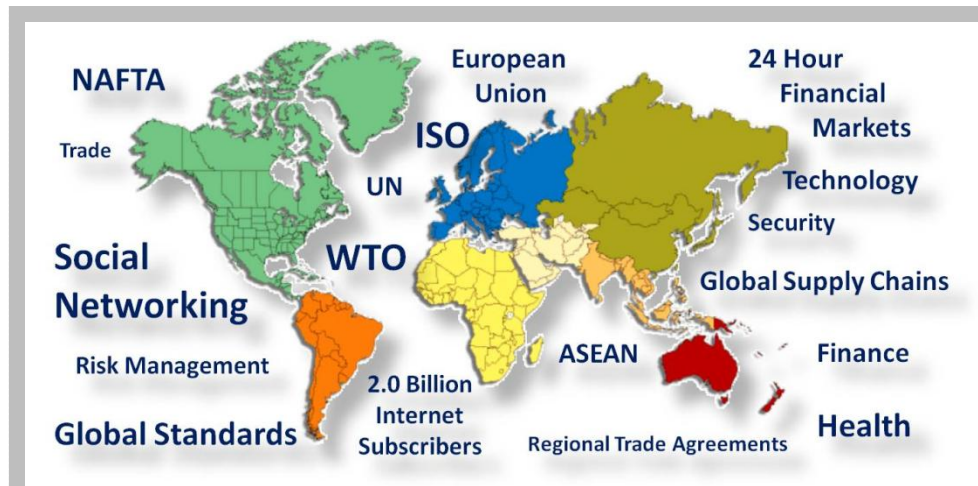 NAFTA
European
Union
24 Hour
Financial
Markets
ISO
Trade
UN
Technology
Security
Social
Networking
WTO
Global Supply Chains
Risk Management
ASEAN
Finance
2.0 Billion
Internet
Subscribers
Global Standards
Regional Trade Agreements
Health